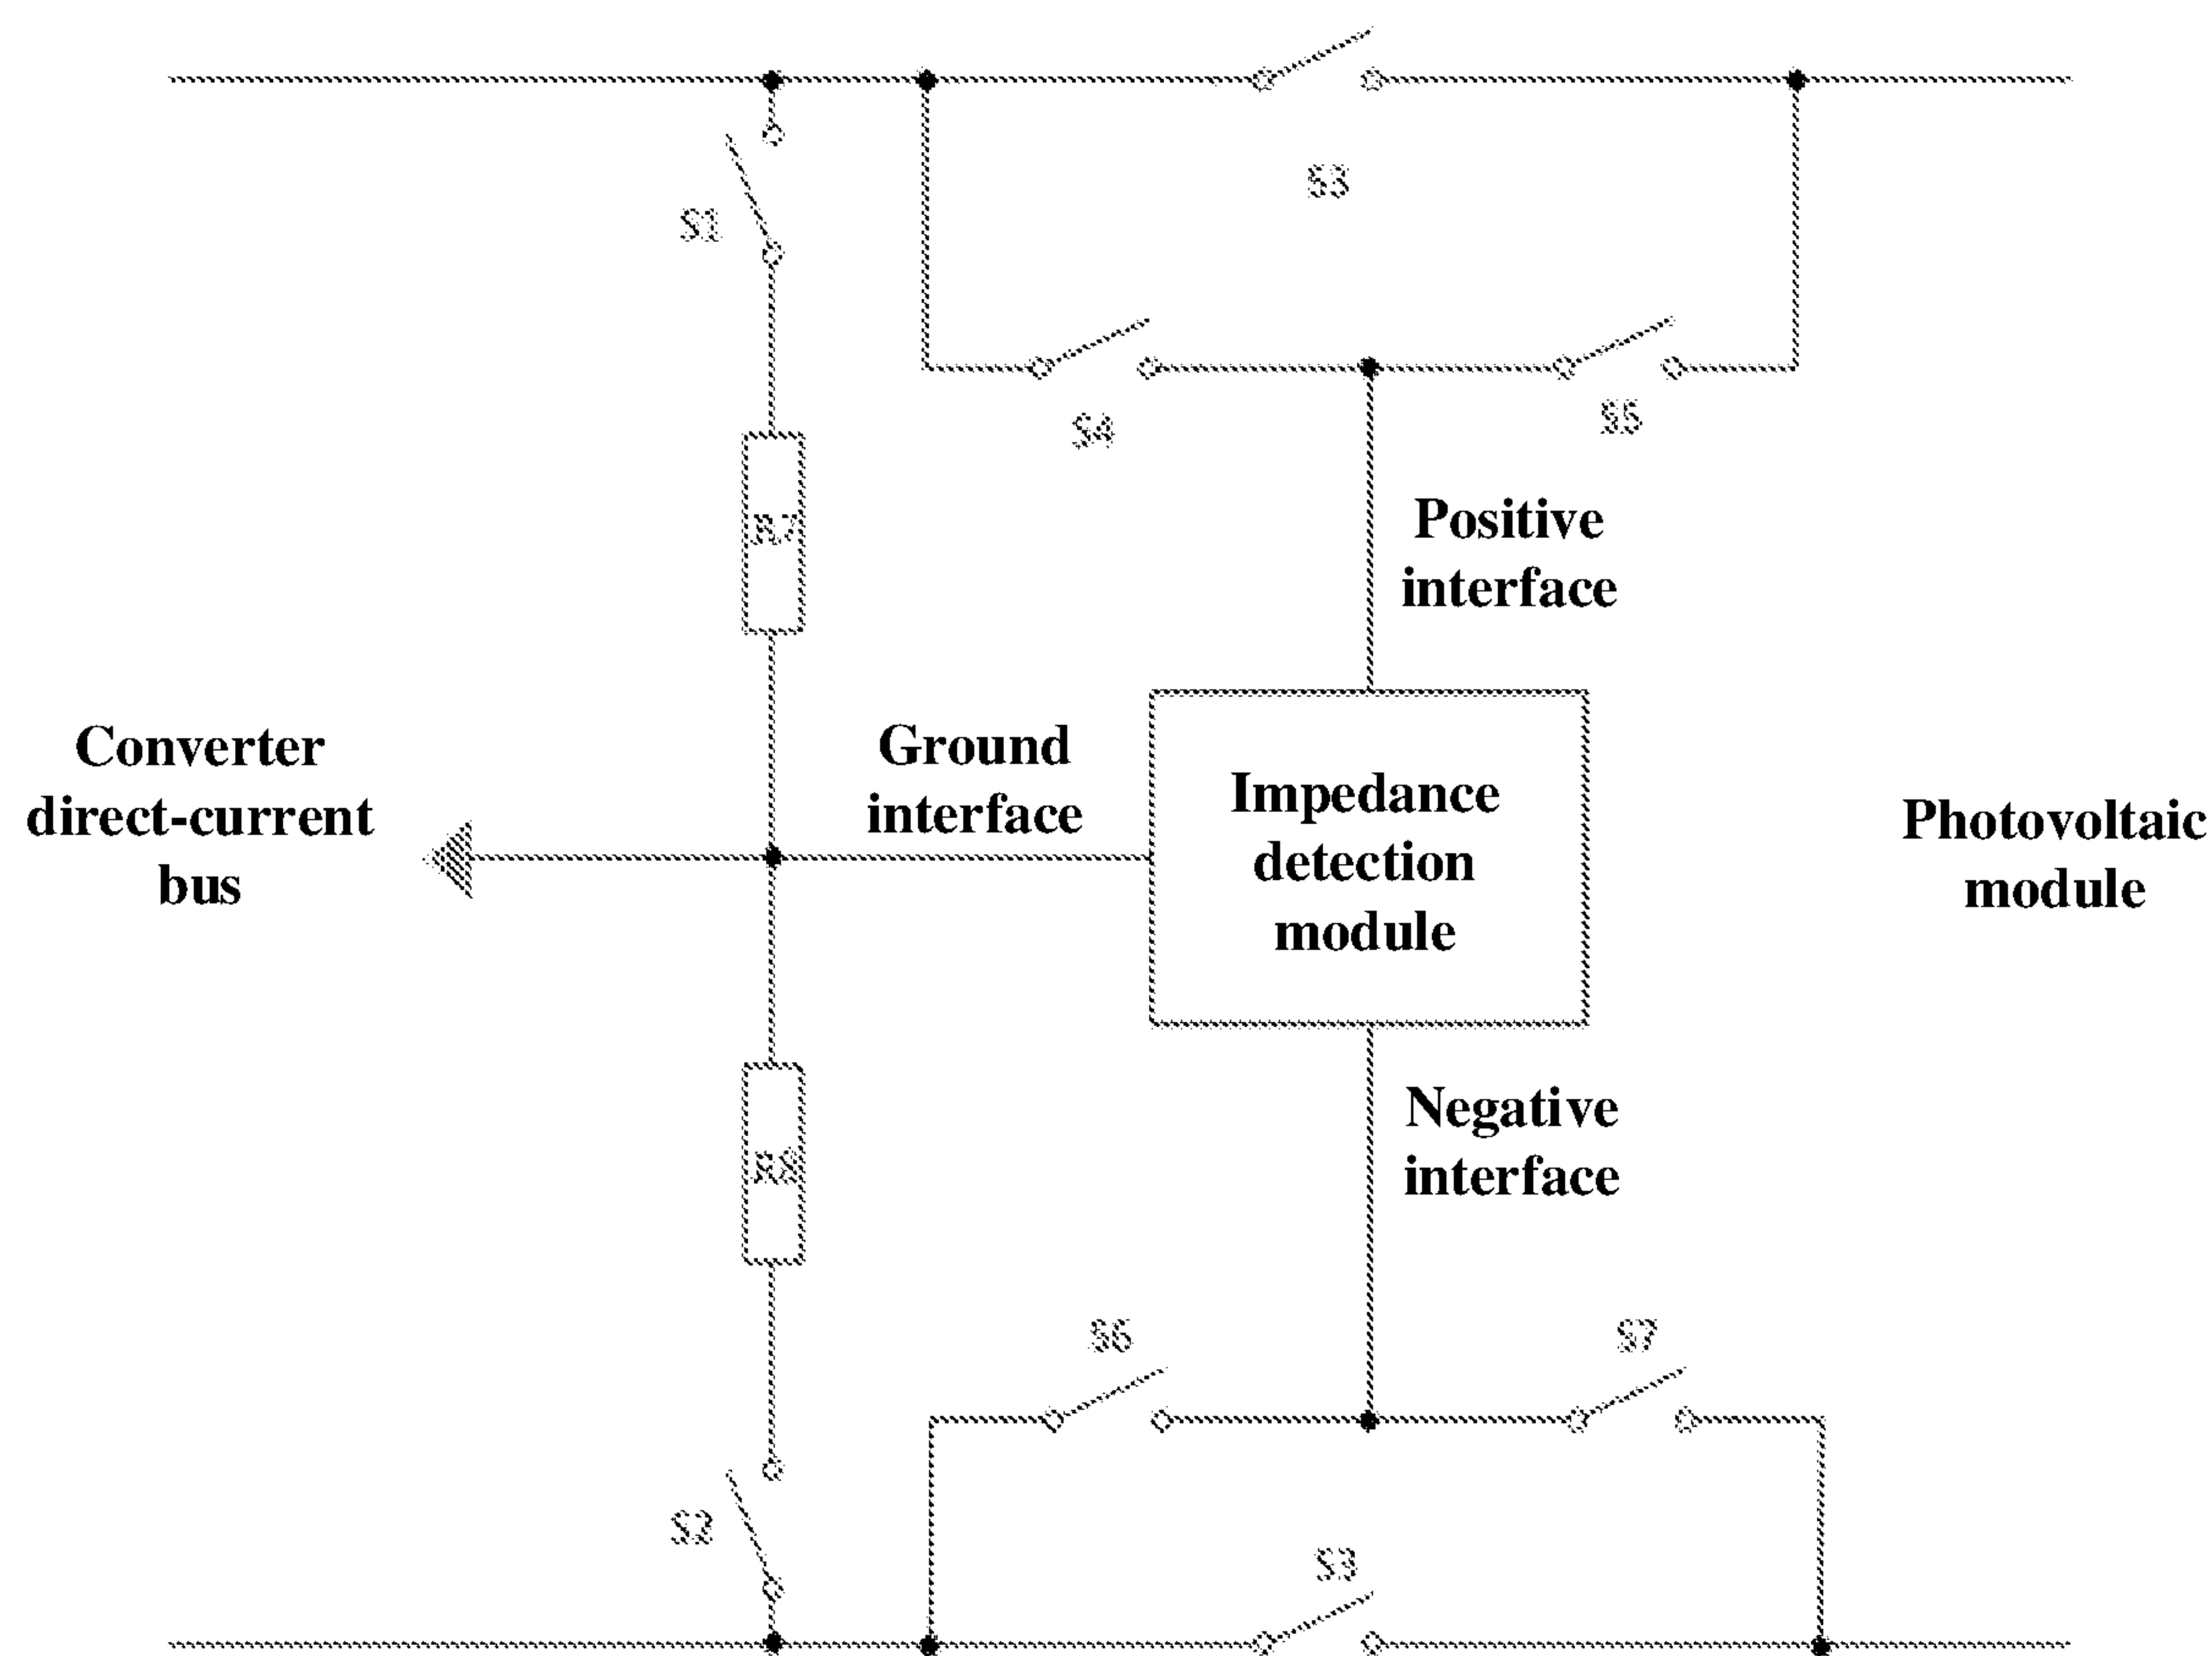 S3
S1
S4
S5
R7
Positive
interface
Converter
direct-current
bus
Ground
interface
Impedance
detection
module
Photovoltaic
module
Negative
interface
R8
S6
S7
S2
S3